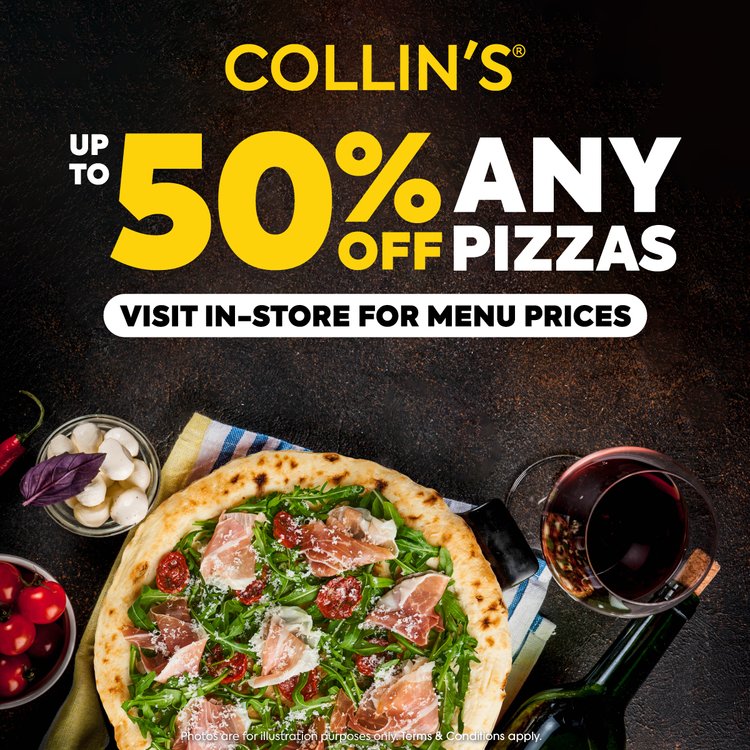 COLLIN'S®
UP TO 50% OFF ANY PIZZAS
VISIT IN-STORE FOR MENU PRICES
Photos are for illustration purposes only. Terms & Conditions apply.